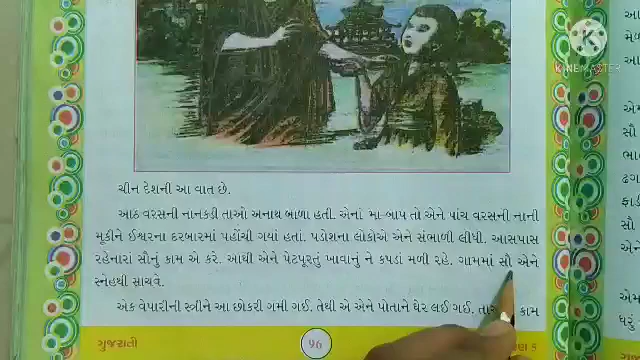 KINEMASTER
ચીન દેશની આ વાત છે.
આઠ વરસની નાનકડી તાઓ અનાથ બાળા હતી. એનાં મા-બાપ તો એને પાંચ વરસની નાની
મૂકીને ઈશ્વરના દરબારમાં પહોંચી ગયાં હતાં. પડોશના લોકોએ એને સંભાળી લીધી. આસપાસ
રહેનારાં સૌનું કામ એ કરે. આથી એને પેટપૂરતું ખાવાનું ને કપડાં મળી રહે. ગામમાં સૌ એને
સ્નેહથી સાચવે.
એક વેપારીની સ્ત્રીને આ છોકરી ગમી ગઈ. તેથી એ એને પોતાને ઘેર લઈ ગઈ. કામ
ગુજરાતી